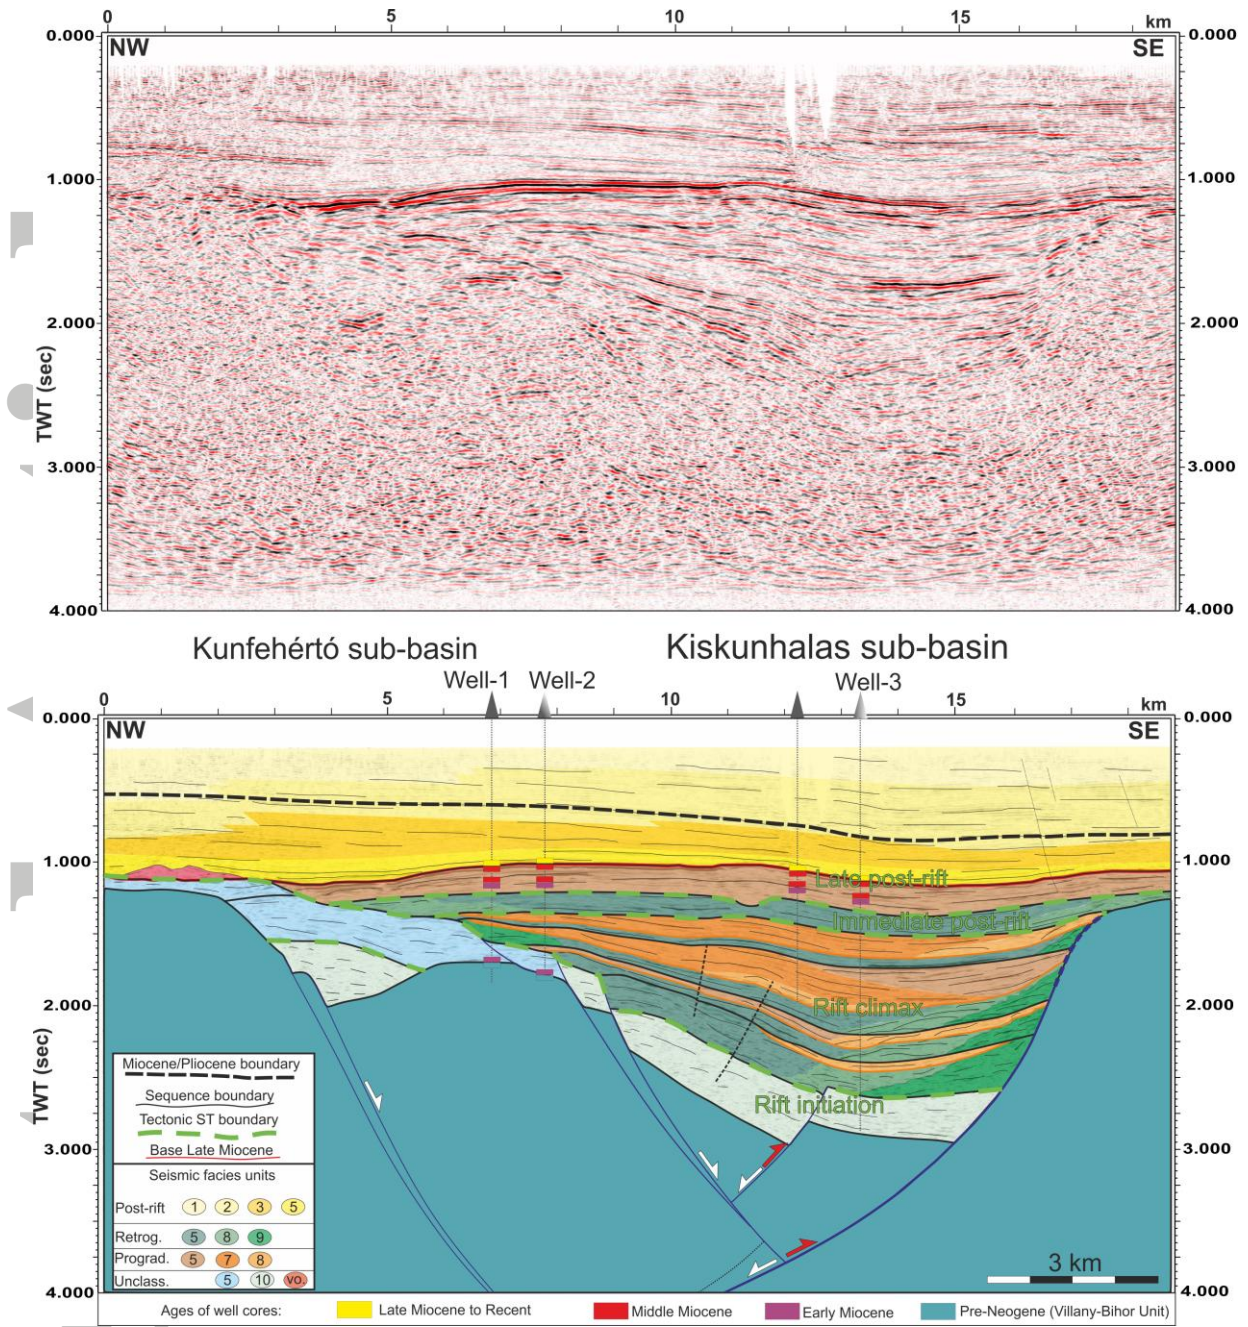 0 5 10 15 km
0.000 NW SE 0.000
1.000 1.000
2.000 2.000
TWT (sec)
3.000 3.000
4.000 4.000
Kunfehértó sub-basin Kiskunhalas sub-basin
Well-1 Well-2 Well-3
0 5 10 15 km
0.000 NW SE 0.000
1.000 1.000
Late post-rift
Immediate post-rift
2.000 Rift climax 2.000
Rift initiation
TWT (sec)
3.000 3.000
4.000 4.000
Miocene/Pliocene boundary
Sequence boundary
Tectonic ST boundary
Base Late Miocene
Seismic facies units
Post-rift 1 2 3 5
Retrog. 5 8 9
Prograd. 5 7 8
Unclass. 5 10 vo.
3 km
Ages of well cores: Late Miocene to Recent Middle Miocene Early Miocene Pre-Neogene (Villany-Bihor Unit)